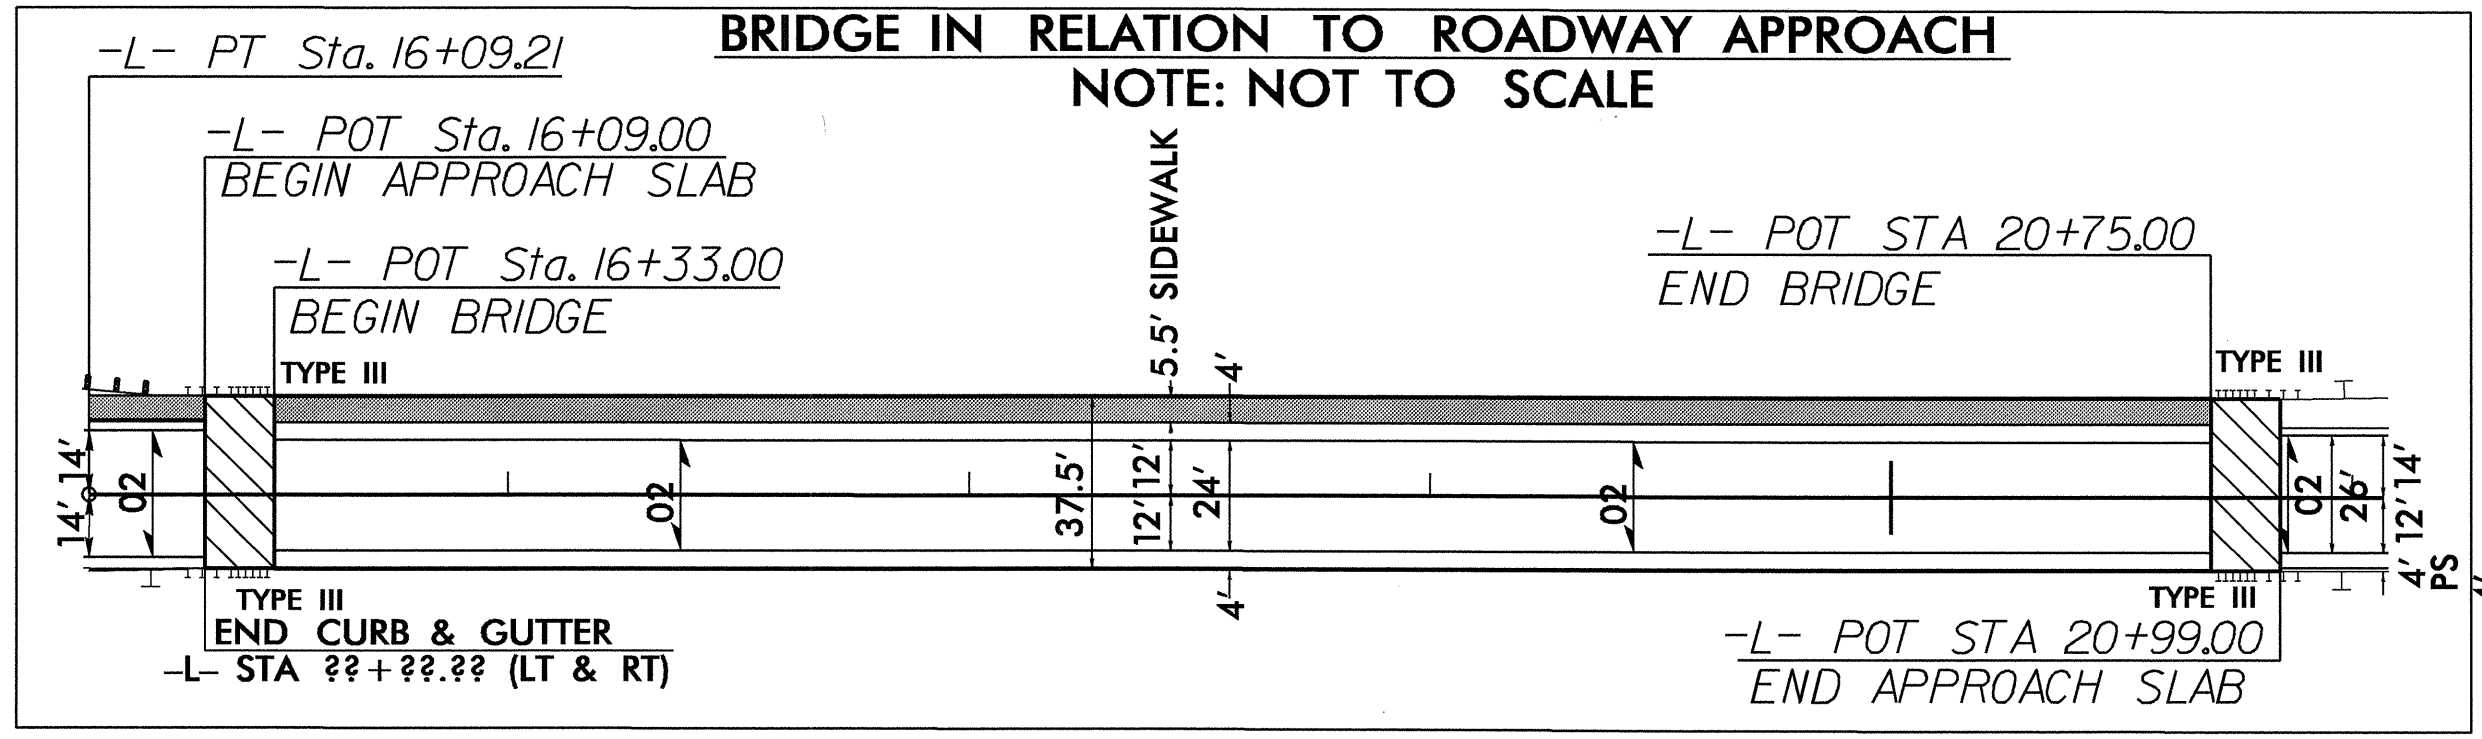 BRIDGE IN RELATION TO ROADWAY APPROACH
NOTE: NOT TO SCALE
-L- PT Sta. 16+09.21
-L- POT Sta. 16+09.00
BEGIN APPROACH SLAB
-L- POT Sta. 16+33.00
BEGIN BRIDGE
5.5' SIDEWALK
4'
-L- POT STA 20+75.00
END BRIDGE
TYPE III
TYPE III
14'
14'
02
02
37.5'
12'
12'
24'
02
02
26'
14'
12'
4'
PS
4'
TYPE III
END CURB & GUTTER
-L- STA ??+??.?? (LT & RT)
TYPE III
-L- POT STA 20+99.00
END APPROACH SLAB